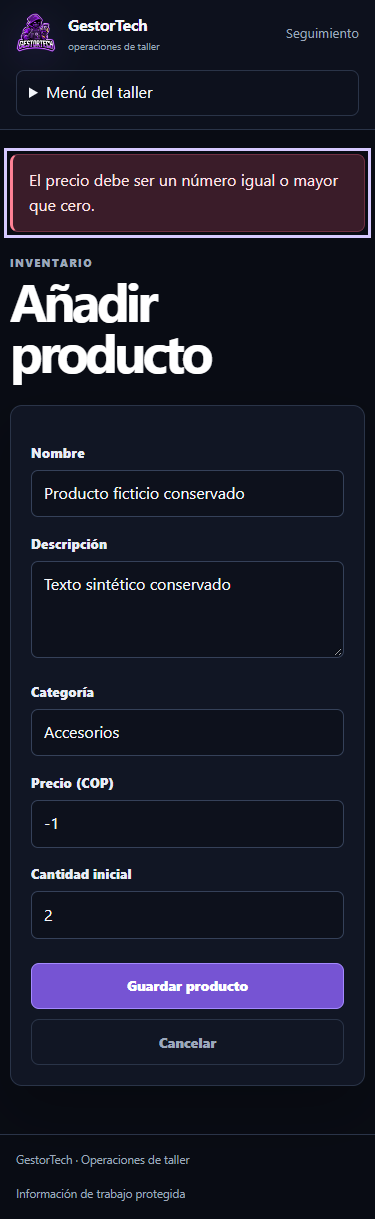 GESTORTECH
GestorTech
operaciones de taller
Seguimiento
Menú del taller
El precio debe ser un número igual o mayor
que cero.
INVENTARIO
Añadir
producto
Nombre
Producto ficticio conservado
Descripción
Texto sintético conservado
Categoría
Accesorios
Precio (COP)
-1
Cantidad inicial
2
Guardar producto
Cancelar
GestorTech · Operaciones de taller
Información de trabajo protegida